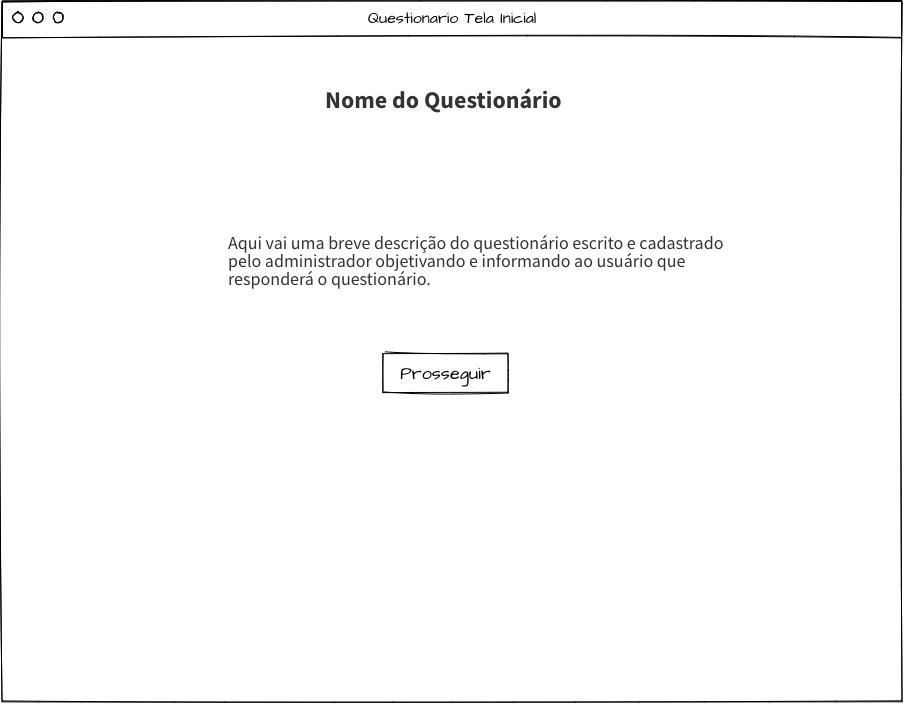 Questionario Tela Inicial
Nome do Questionário
Aqui vai uma breve descrição do questionário escrito e cadastrado
pelo administrador objetivando e informando ao usuário que
responderá o questionário.
Prosseguir